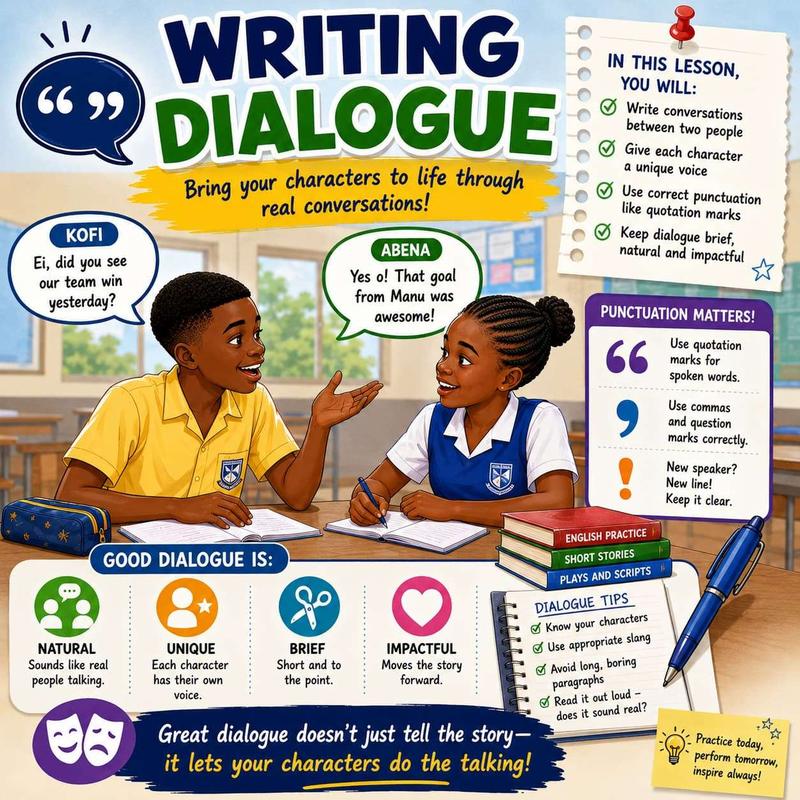 WRITING
DIALOGUE
Bring your characters to life through
real conversations!
IN THIS LESSON,
YOU WILL:
Write conversations
between two people
Give each character
a unique voice
Use correct punctuation
like quotation marks
Keep dialogue brief,
natural and impactful
KOFI
Ei, did you see
our team win
yesterday?
ABENA
Yes o! That goal
from Manu was
awesome!
PUNCTUATION MATTERS!
Use quotation
marks for
spoken words.
Use commas
and question
marks correctly.
New speaker?
New line!
Keep it clear.
ENGLISH PRACTICE
SHORT STORIES
PLAYS AND SCRIPTS
GOOD DIALOGUE IS:
NATURAL
Sounds like real
people talking.
UNIQUE
Each character
has their own
voice.
BRIEF
Short and to
the point.
IMPACTFUL
Moves the story
forward.
DIALOGUE TIPS
Know your characters
Use appropriate slang
Avoid long, boring
paragraphs
Read it out loud –
does it sound real?
Great dialogue doesn't just tell the story—
it lets your characters do the talking!
Practice today,
perform tomorrow,
inspire always!